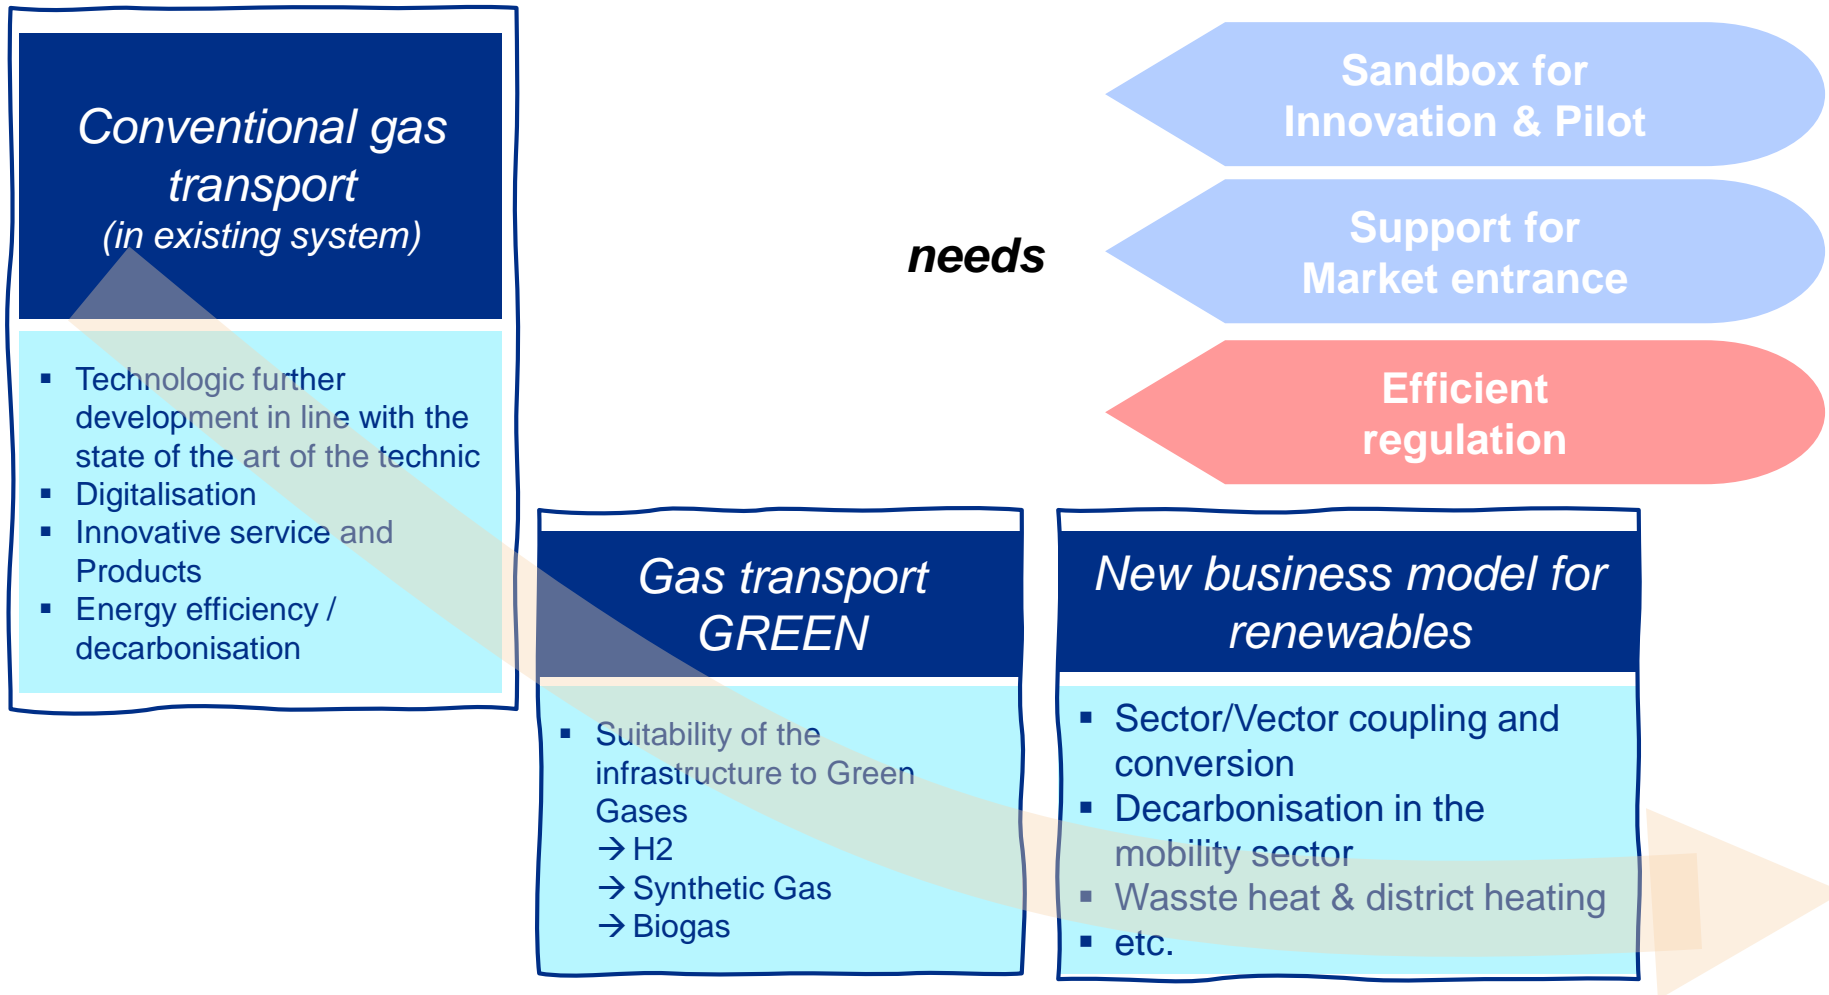 Conventional gas
transport
(in existing system)
▪ Technologic further
development in line with the
state of the art of the technic
▪ Digitalisation
▪ Innovative service and
Products
▪ Energy efficiency /
decarbonisation
needs
Sandbox for
Innovation & Pilot
Support for
Market entrance
Efficient
regulation
Gas transport
GREEN
▪ Suitability of the
infrastructure to Green
Gases
→ H2
→ Synthetic Gas
→ Biogas
New business model for
renewables
▪ Sector/Vector coupling and
conversion
▪ Decarbonisation in the
mobility sector
▪ Wasste heat & district heating
▪ etc.